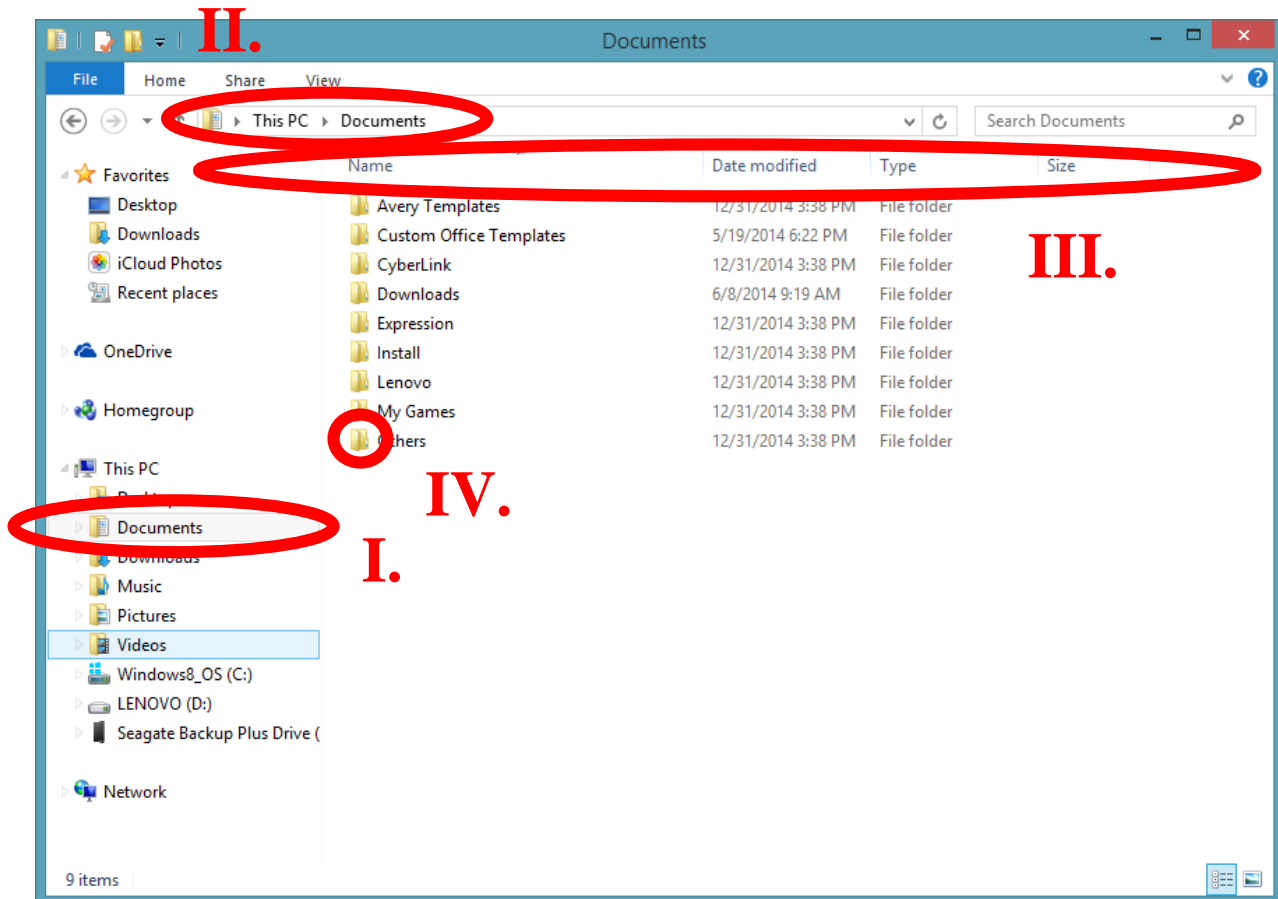 II.
Documents
File Home Share View
This PC Documents
Search Documents
Name Date modified Type Size
Favorites
Desktop
Downloads
iCloud Photos
Recent places
OneDrive
Homegroup
This PC
Documents
Downloads
Music
Pictures
Videos
Windows8_OS (C:)
LENOVO (D:)
Seagate Backup Plus Drive (
Network
Avery Templates 12/31/2014 3:38 PM File folder
Custom Office Templates 5/19/2014 6:22 PM File folder
CyberLink 12/31/2014 3:38 PM File folder
Downloads 6/8/2014 9:19 AM File folder
Expression 12/31/2014 3:38 PM File folder
Install 12/31/2014 3:38 PM File folder
Lenovo 12/31/2014 3:38 PM File folder
My Games 12/31/2014 3:38 PM File folder
Others 12/31/2014 3:38 PM File folder
III.
IV.
I.
9 items